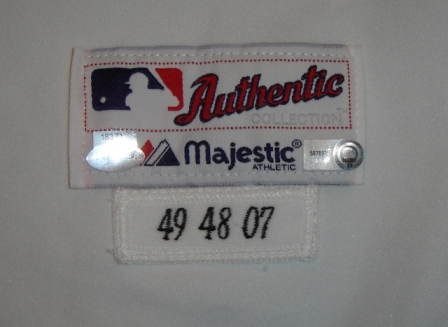 Authentic
COLLECTION
Majestic®
ATHLETIC
49 48 07